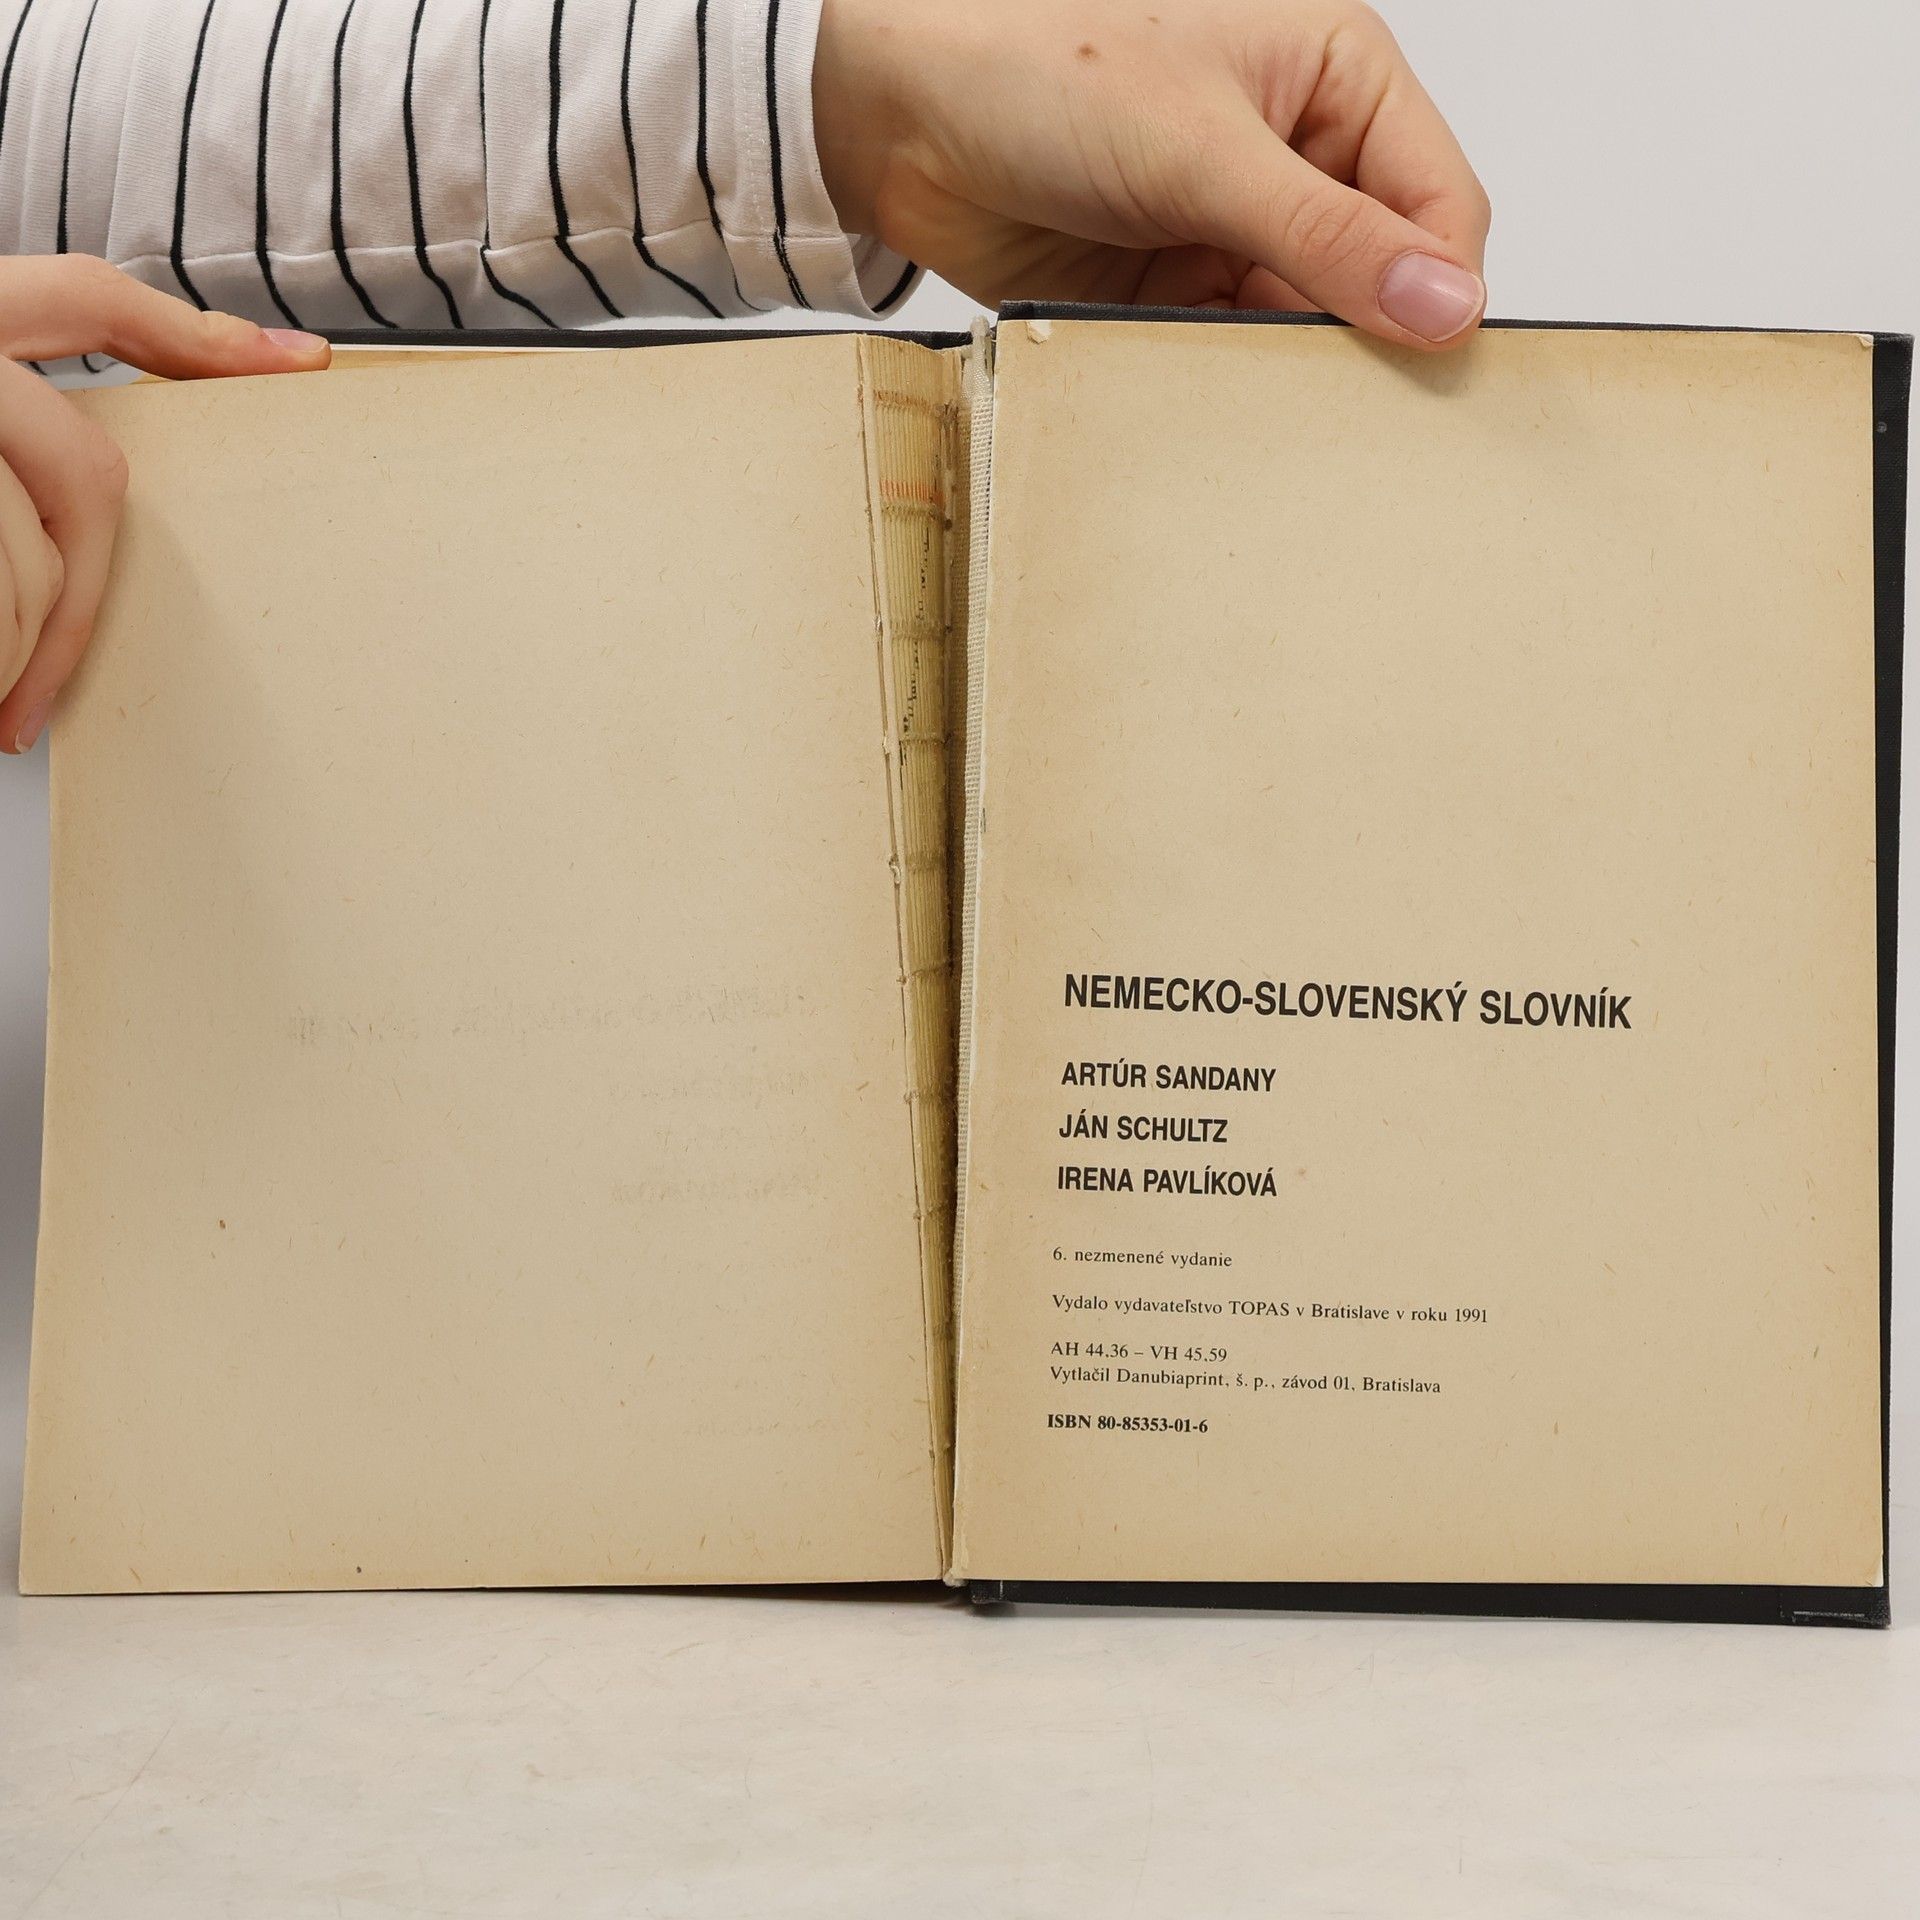 NEMECKO-SLOVENSKÝ SLOVNÍK
ARTÚR SANDANY
JÁN SCHULTZ
IRENA PAVLÍKOVÁ
6. nezmenené vydanie
Vydalo vydavateľstvo TOPAS v Bratislave v roku 1991
AH 44,36 – VH 45,59
Vytlačil Danubiaprint, š. p., závod 01, Bratislava
ISBN 80-85353-01-6